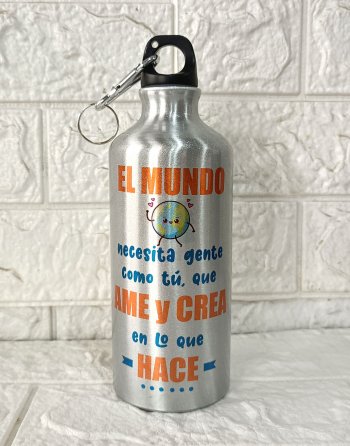 EL MUNDO
necesita gente
como tú, que
AME y CREA
en Lo que
HACE